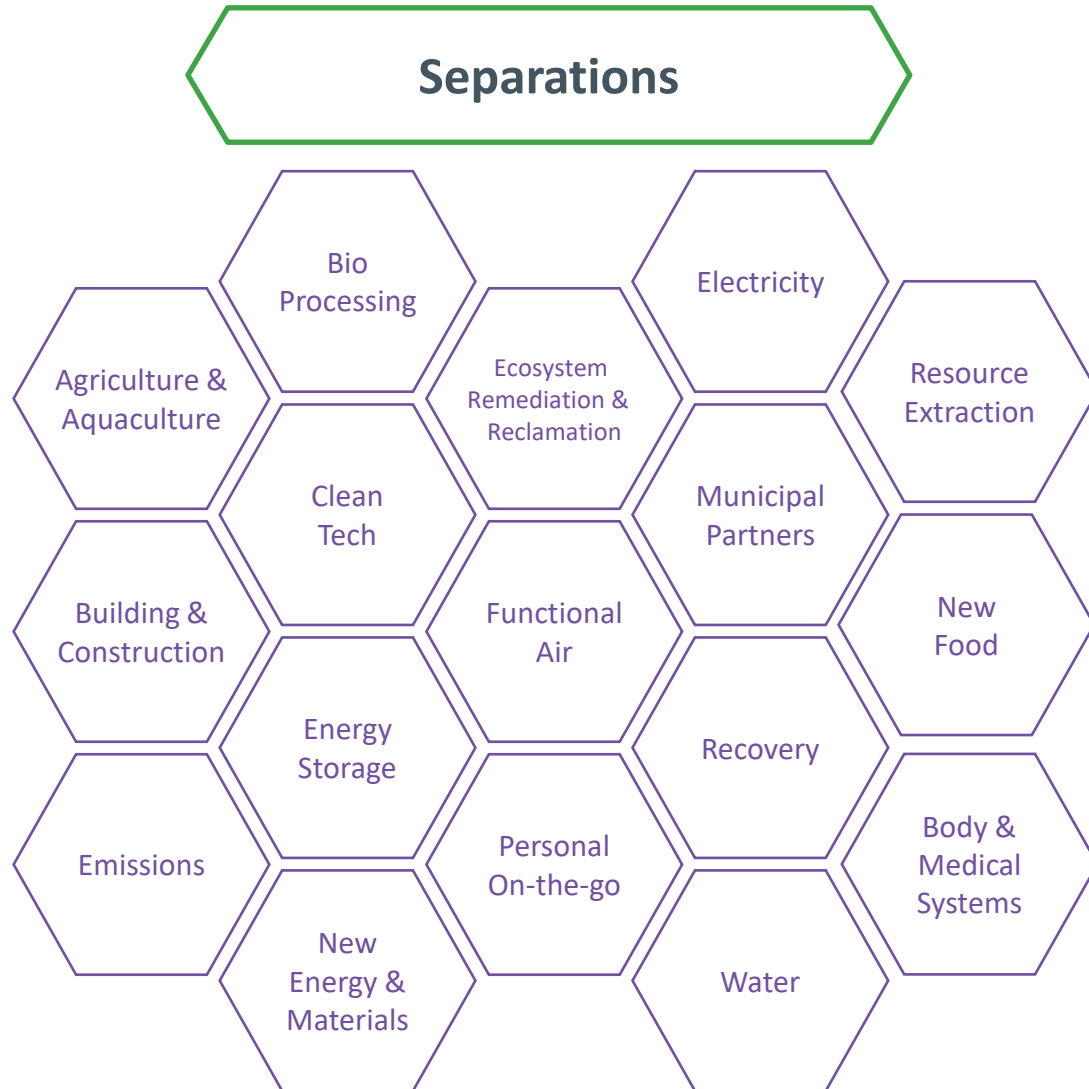 Separations
Bio
Processing
Electricity
Agriculture &
Aquaculture
Ecosystem
Remediation &
Reclamation
Resource
Extraction
Clean
Tech
Municipal
Partners
Building &
Construction
Functional
Air
New
Food
Energy
Storage
Recovery
Emissions
Personal
On-the-go
Body &
Medical
Systems
New
Energy &
Materials
Water